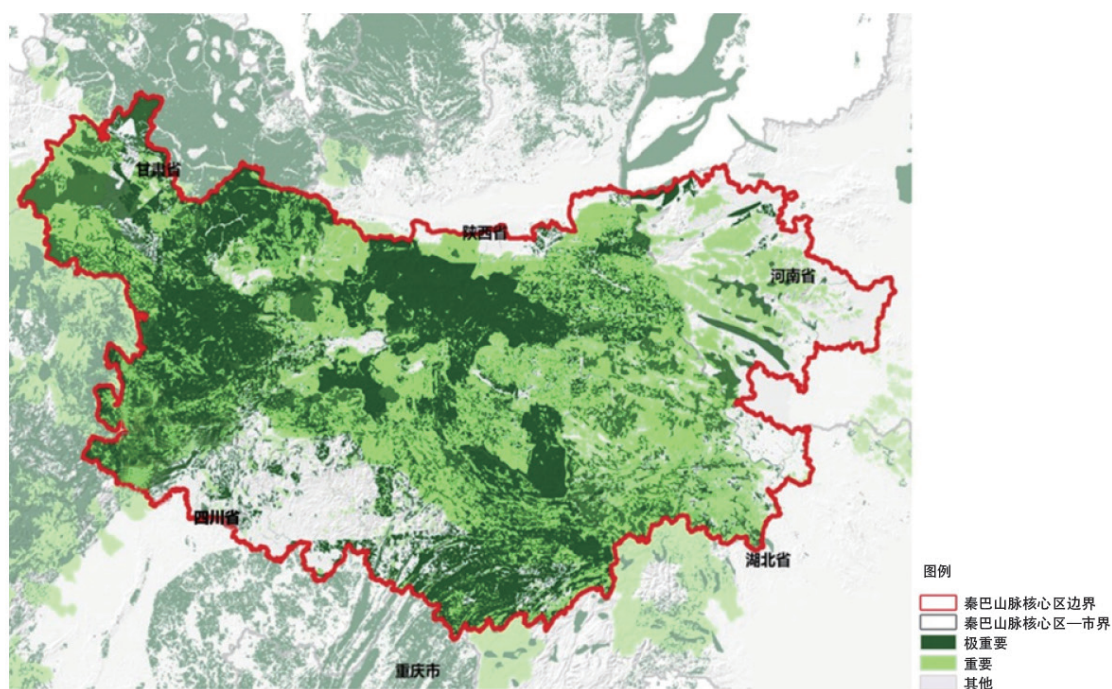 甘肃省
陕西省
河南省
四川省
湖北省
重庆市
图例
秦巴山脉核心区边界
秦巴山脉核心区—市界
极重要
重要
其他